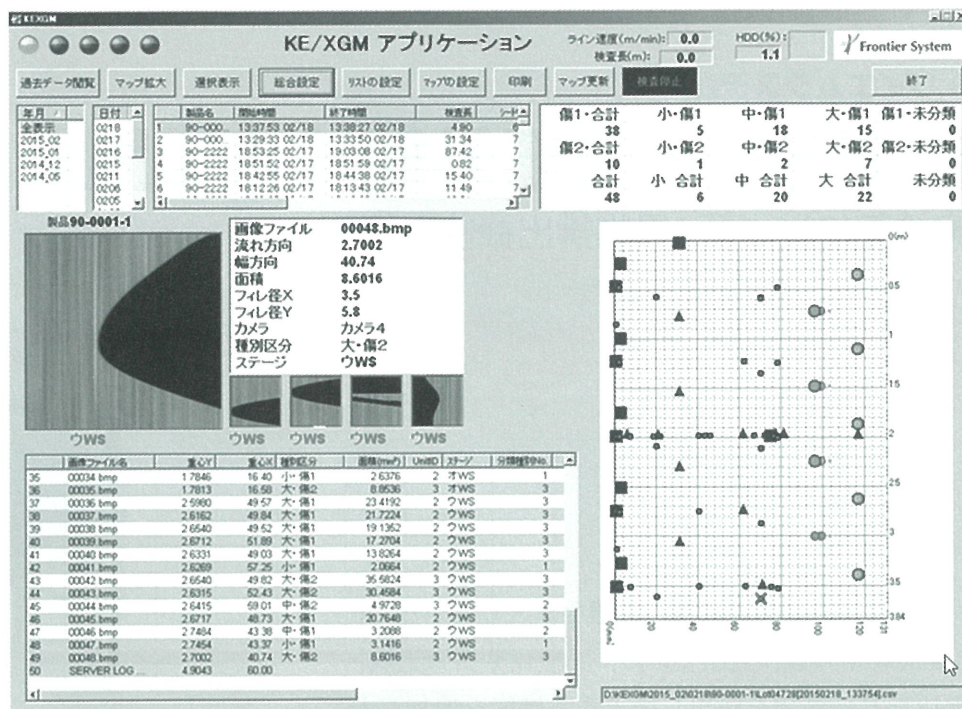 KEXGM
KE/XGM アプリケーション
ライン速度(m/min): 0.0
検査長(m): 0.0
HDD(%):
1.1
Frontier System
過去データ閲覧 マップ拡大 選択表示 総合設定 リストの設定 マップの設定 印刷 マップ更新 検査停止 終了
年月 日付
全表示 0218
2015_02 0217
2015_01 0216
2014_12 0215
2014_05 0211
0206
0205
製品名 開始時間 終了時間 検査長 シード
1 90-000... 13:37:53 02/18 13:38:27 02/18 4.90 6
2 90-000... 13:29:33 02/18 13:33:50 02/18 31.34 7
3 90-2222 18:53:25 02/17 19:03:08 02/17 87.42 7
4 90-2222 18:51:52 02/17 18:51:59 02/17 0.82 7
5 90-2222 18:42:55 02/17 18:44:38 02/17 15.40 7
6 90-2222 18:12:26 02/17 18:13:43 02/17 11.49 7
傷1・合計 小・傷1 中・傷1 大・傷1 傷1・未分類
38 5 18 15 0
傷2・合計 小・傷2 中・傷2 大・傷2 傷2・未分類
10 1 2 7 0
合計 小 合計 中 合計 大 合計 未分類
48 6 20 22 0
製品90-0001-1
画像ファイル 00048.bmp
流れ方向 2.7002
幅方向 40.74
面積 8.6016
フィレ径X 3.5
フィレ径Y 5.8
カメラ カメラ4
種別区分 大・傷2
ステージ ウWS
ウWS ウWS ウWS ウWS ウWS
画像ファイル名 重心Y 重心X 種別区分 面積(mm²) UnitID ステージ 分類種別No.
35 00034.bmp 1.7846 16.40 小・傷1 2.6376 2 オWS 1
36 00035.bmp 1.7813 16.58 大・傷2 8.8536 3 オWS 3
37 00036.bmp 2.5980 49.57 大・傷1 23.4192 2 ウWS 3
38 00037.bmp 2.6162 49.84 大・傷1 21.7224 2 ウWS 3
39 00038.bmp 2.6540 49.52 大・傷1 19.1352 2 ウWS 3
40 00039.bmp 2.6712 51.89 大・傷1 17.2704 2 ウWS 3
41 00040.bmp 2.6331 49.03 大・傷1 13.8264 2 ウWS 3
42 00041.bmp 2.6269 57.25 小・傷1 2.0664 2 ウWS 1
43 00042.bmp 2.6540 49.82 大・傷2 35.5824 3 ウWS 3
44 00043.bmp 2.6315 52.43 大・傷2 30.4584 3 ウWS 3
45 00044.bmp 2.6415 59.01 中・傷2 4.9728 3 ウWS 2
46 00045.bmp 2.6717 48.73 大・傷1 20.7648 2 ウWS 3
47 00046.bmp 2.7484 43.38 中・傷1 3.2088 2 ウWS 2
48 00047.bmp 2.7454 43.37 小・傷1 3.1416 2 ウWS 1
49 00048.bmp 2.7002 40.74 大・傷2 8.6016 3 ウWS 3
50 SERVER LOG ... 4.9043 60.00
0(m)
0.5
1
1.5
2
2.5
3
3.5
3.84
0(mm) 20 40 60 80 100 120 131
D:\KEXGM\2015_02\0218\90-0001-1\Lot04728[20150218_133754].csv